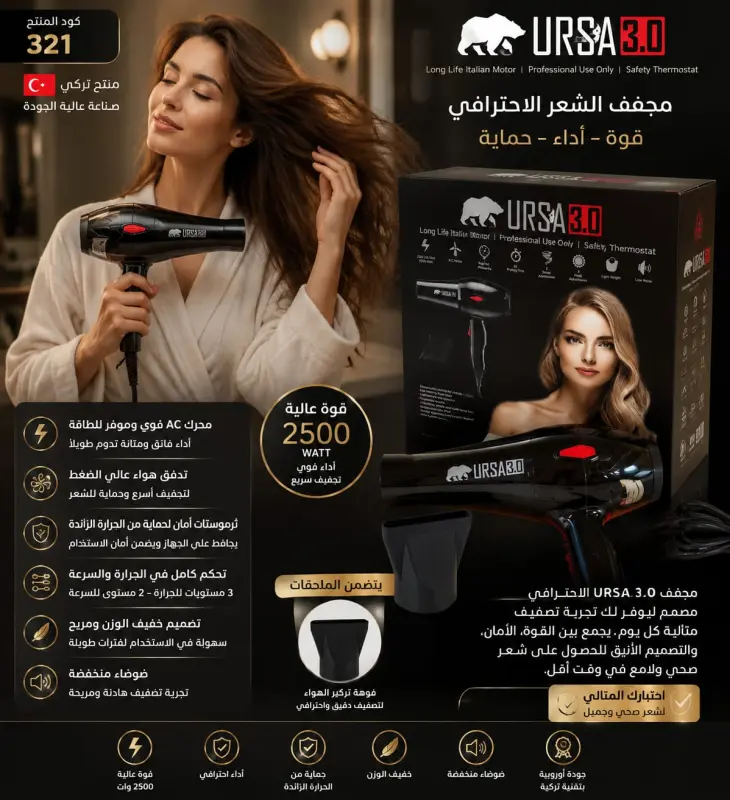 كود المنتج
321
منتج تركي
صناعة عالية الجودة
URSA 3.0
Long Life Italian Motor | Professional Use Only | Safety Thermostat
مجفف الشعر الاحترافي
قوة – أداء – حماية
URSA 3.0
Long Life Italian Motor | Professional Use Only | Safety Thermostat
URSA 3.0
قوة عالية
2500
WATT
أداء قوي
تجفيف سريع
محرك AC قوي وموفر للطاقة
أداء فائق ومتانة تدوم طويلاً
تدفق هواء عالي الضغط
لتجفيف أسرع وحماية للشعر
ثرموستات أمان لحماية من الحرارة الزائدة
يحافظ على الجهاز ويضمن أمان الاستخدام
تحكم كامل في الحرارة والسرعة
3 مستويات للحرارة – 2 مستوى للسرعة
تصميم خفيف الوزن ومريح
سهولة في الاستخدام لفترات طويلة
ضوضاء منخفضة
تجربة تصفيف هادئة ومريحة
يتضمن الملحقات
فوهة تركيز الهواء
لتصفيف دقيق واحترافي
URSA 3.0
مجفف URSA 3.0 الاحترافي
مصمم ليوفر لك تجربة تصفيف
مثالية كل يوم. يجمع بين القوة، الأمان،
والتصميم الأنيق للحصول على شعر
صحي ولامع في وقت أقل.
اختيارك المثالي
لشعر صحي وجميل
جودة أوروبية
بتقنية تركية
ضوضاء منخفضة
خفيف الوزن
حماية من
الحرارة الزائدة
أداء احترافي
قوة عالية
2500 وات